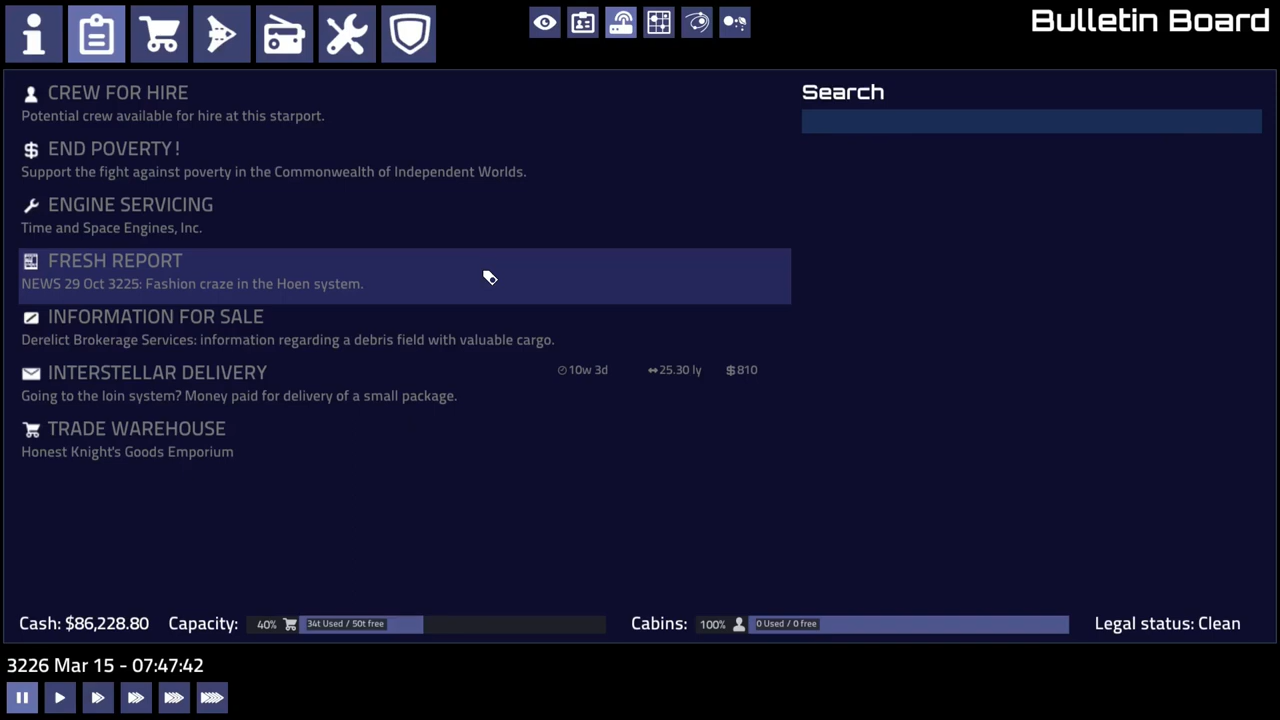 Bulletin Board
CREW FOR HIRE
Potential crew available for hire at this starport.
END POVERTY!
Support the fight against poverty in the Commonwealth of Independent Worlds.
ENGINE SERVICING
Time and Space Engines, Inc.
FRESH REPORT
NEWS 29 Oct 3225: Fashion craze in the Hoen system.
INFORMATION FOR SALE
Derelict Brokerage Services: information regarding a debris field with valuable cargo.
INTERSTELLAR DELIVERY 10w 3d 25.30 ly $810
Going to the Ioin system? Money paid for delivery of a small package.
TRADE WAREHOUSE
Honest Knight's Goods Emporium
Search
Cash: $86,228.80 Capacity: 40% 34t Used / 50t free Cabins: 100% 0 Used / 0 free Legal status: Clean
3226 Mar 15 - 07:47:42